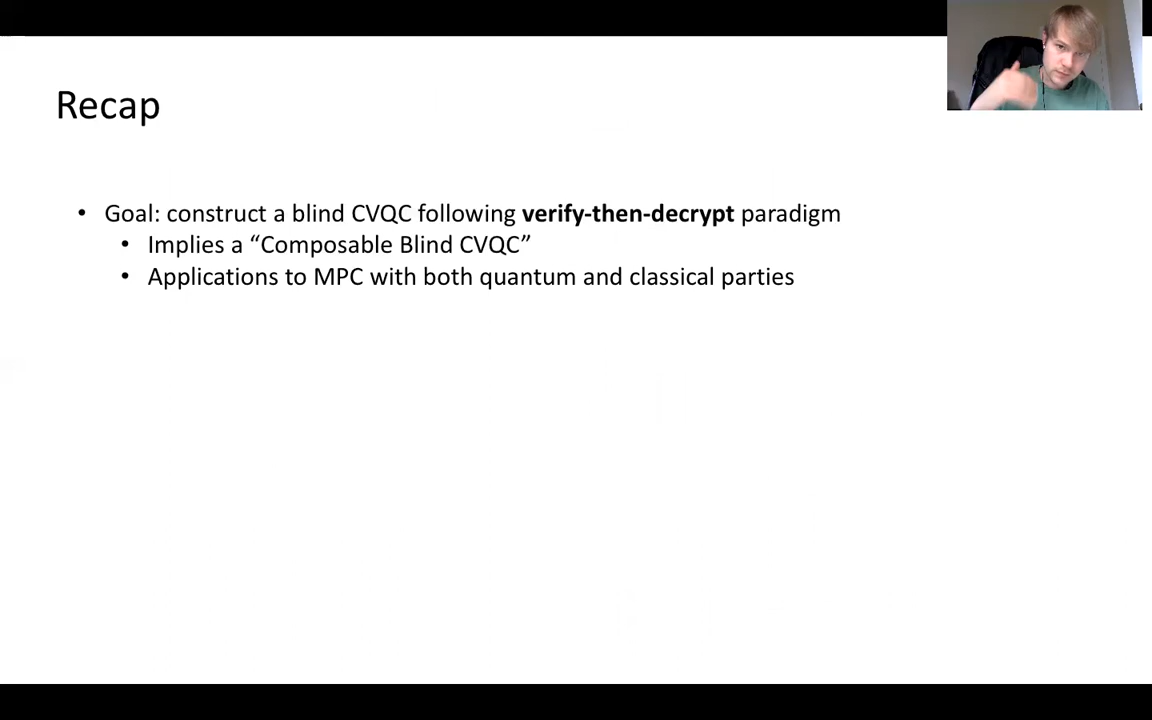 Recap
• Goal: construct a blind CVQC following verify-then-decrypt paradigm
• Implies a “Composable Blind CVQC”
• Applications to MPC with both quantum and classical parties